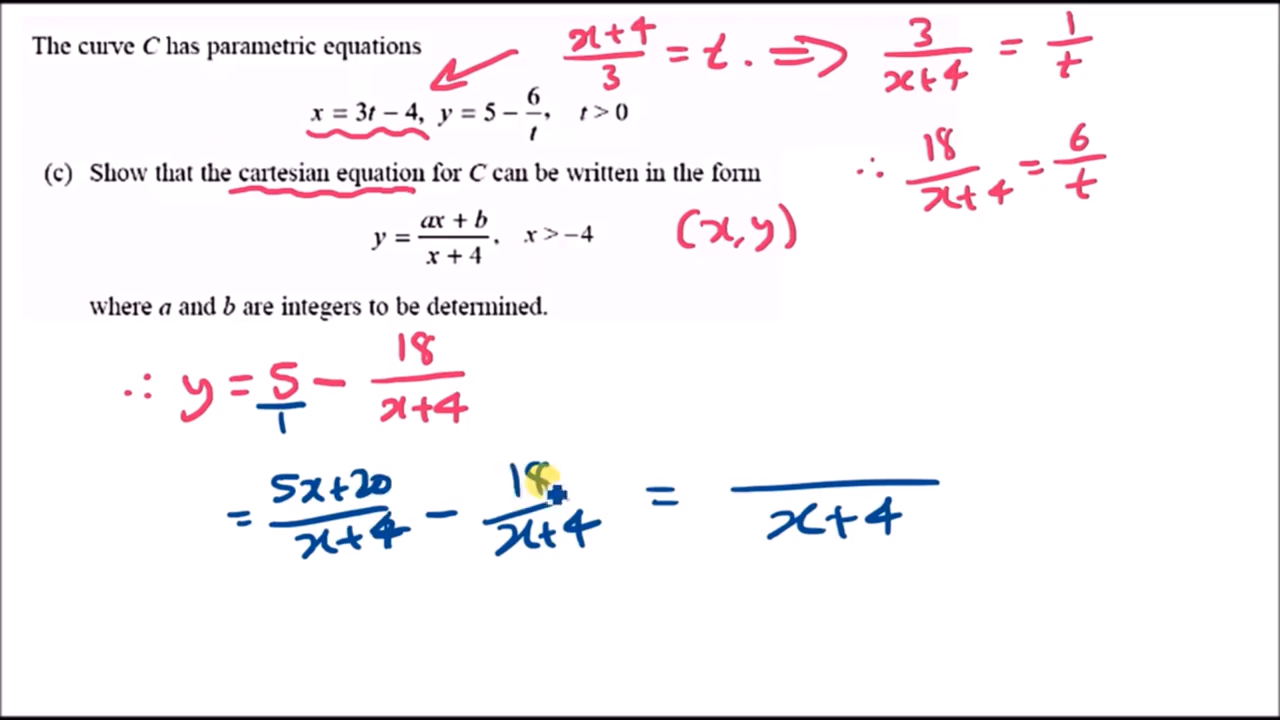 The curve C has parametric equations
x+4/3 = t. ⟹ 3/x+4 = 1/t
x = 3t − 4, y = 5 − 6/t, t > 0
∴ 18/x+4 = 6/t
(c) Show that the cartesian equation for C can be written in the form
y = ax + b/x + 4, x > −4 (x, y)
where a and b are integers to be determined.
∴ y = 5/1 − 18/x+4
= 5x+20/x+4 − 18/x+4 = /x+4